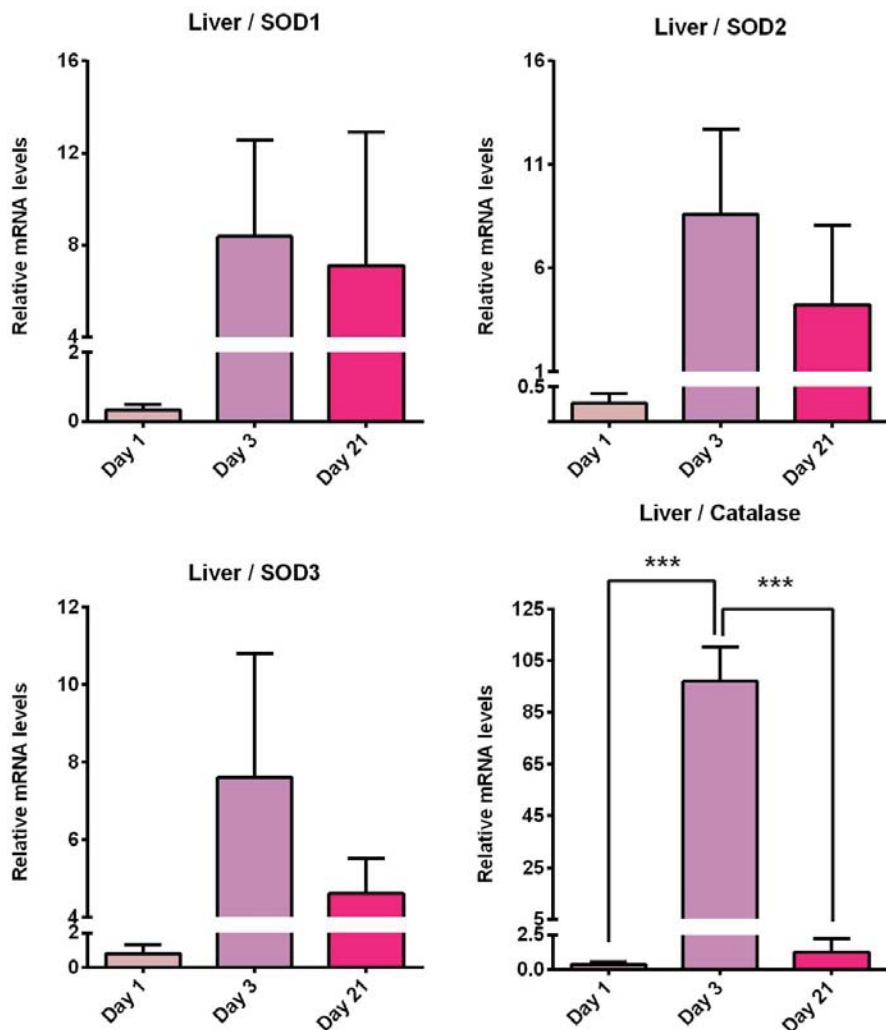 Liver / SOD1
Relative mRNA levels
16
12
8
4
2
0
Day 1
Day 3
Day 21
Liver / SOD2
Relative mRNA levels
16
11
6
1
0.5
Day 1
Day 3
Day 21
Liver / SOD3
Relative mRNA levels
12
10
8
6
4
2
0
Day 1
Day 3
Day 21
Liver / Catalase
Relative mRNA levels
***
***
125
105
85
65
45
25
5
2.5
0.0
Day 1
Day 3
Day 21